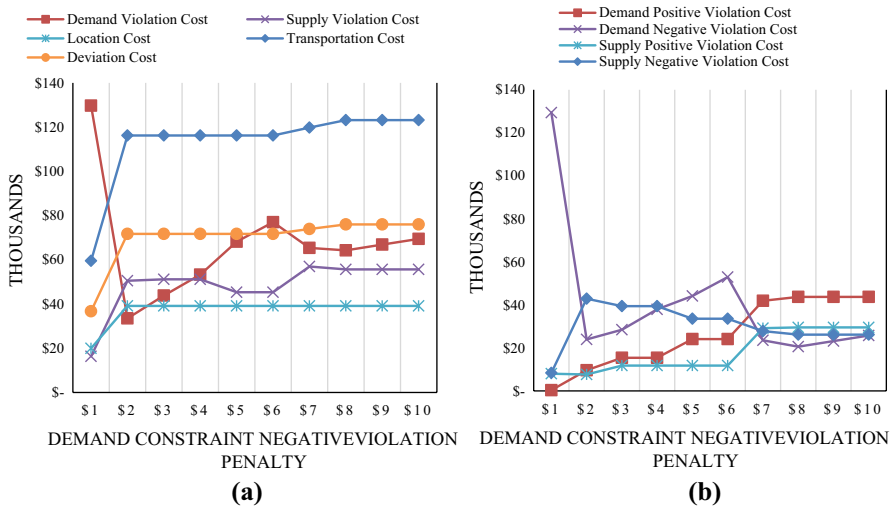 Demand Violation Cost
Supply Violation Cost
Location Cost
Transportation Cost
Deviation Cost
$140
$120
$100
$80
$60
$40
$20
$-
THOUSANDS
$1 $2 $3 $4 $5 $6 $7 $8 $9 $10
DEMAND CONSTRAINT NEGATIVEVIOLATION
PENALTY
(a)
Demand Positive Violation Cost
Demand Negative Violation Cost
Supply Positive Violation Cost
Supply Negative Violation Cost
$140
$120
$100
$80
$60
$40
$20
$-
THOUSANDS
$1 $2 $3 $4 $5 $6 $7 $8 $9 $10
DEMAND CONSTRAINT NEGATIVEVIOLATION
PENALTY
(b)